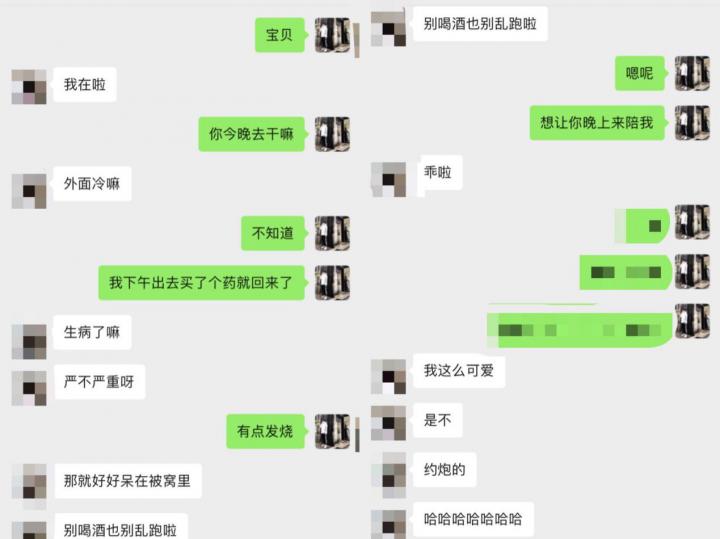 宝贝
我在啦
你今晚去干嘛
外面冷嘛
不知道
我下午出去买了个药就回来了
生病了嘛
严不严重呀
有点发烧
那就好好呆在被窝里
别喝酒也别乱跑啦
别喝酒也别乱跑啦
嗯呢
想让你晚上来陪我
乖啦
我这么可爱
是不
约炮的
哈哈哈哈哈哈哈